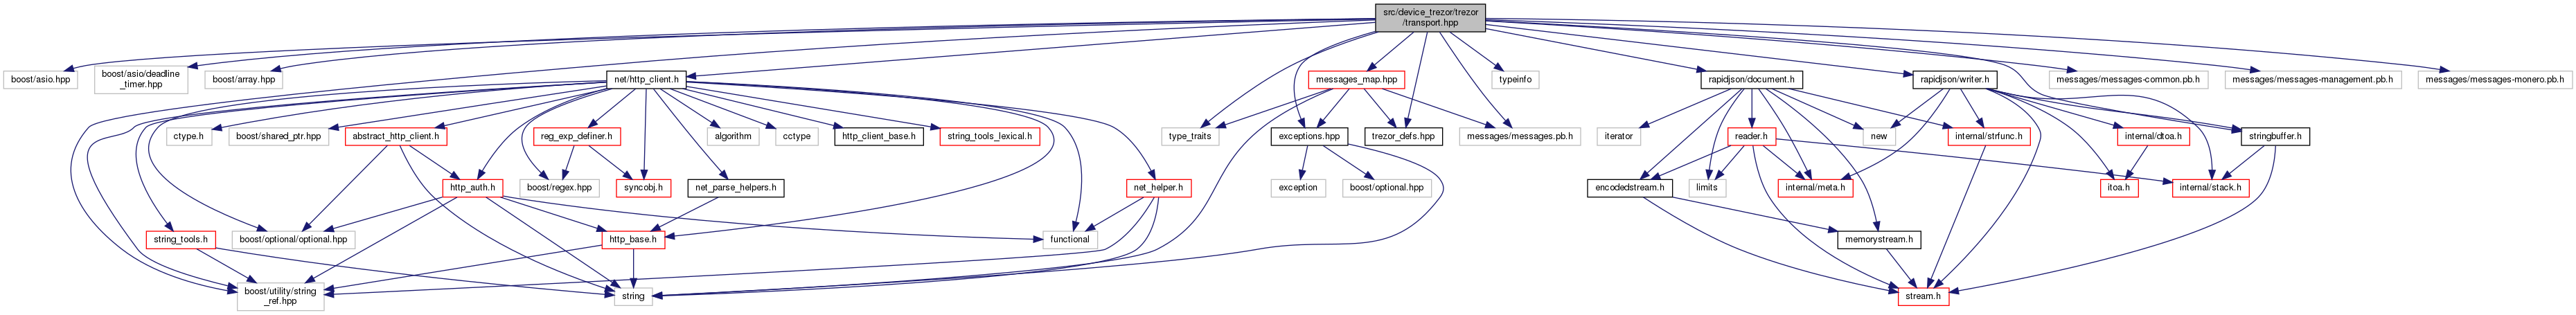 src/device_trezor/trezor
/transport.hpp
boost/asio.hpp
boost/asio/deadline
_timer.hpp
boost/array.hpp
net/http_client.h
messages_map.hpp
typeinfo
rapidjson/document.h
rapidjson/writer.h
messages/messages-common.pb.h
messages/messages-management.pb.h
messages/messages-monero.pb.h
ctype.h
boost/shared_ptr.hpp
abstract_http_client.h
reg_exp_definer.h
algorithm
cctype
http_client_base.h
string_tools_lexical.h
type_traits
exceptions.hpp
trezor_defs.hpp
messages/messages.pb.h
iterator
reader.h
new
internal/strfunc.h
internal/dtoa.h
stringbuffer.h
http_auth.h
boost/regex.hpp
syncobj.h
net_parse_helpers.h
net_helper.h
exception
boost/optional.hpp
encodedstream.h
limits
internal/meta.h
itoa.h
internal/stack.h
string_tools.h
boost/optional/optional.hpp
http_base.h
functional
memorystream.h
boost/utility/string
_ref.hpp
string
stream.h